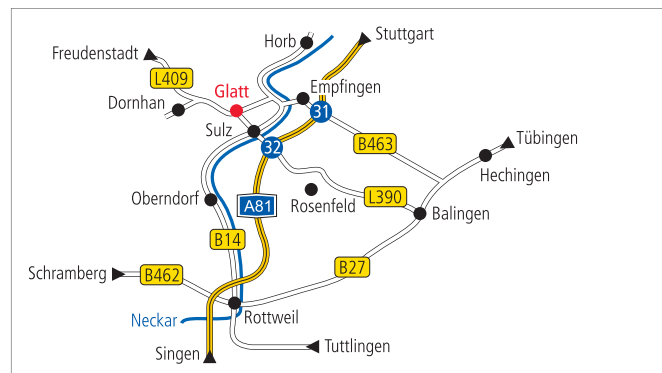 Horb
Stuttgart
Freudenstadt
L409
Glatt
Empfingen
Dornhan
31
Sulz
B463
Tübingen
32
Hechingen
Oberndorf
A81
Rosenfeld
L390
Balingen
B14
Schramberg
B462
B27
Neckar
Rottweil
Singen
Tuttlingen